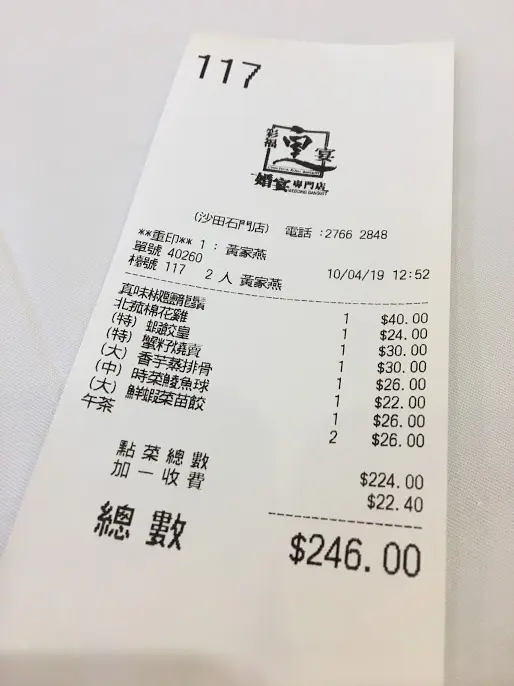 117
囍宴
婚宴專門店
WEDDING BANQUET
(沙田石門店) 電話 :2766 2848
**重印** 1 : 黃家燕
單號 40260
檯號 117 2 人 黃家燕 10/04/19 12:52
1 $40.00
北菰棉花雞 1 $24.00
(特) 蝦餃皇 1 $30.00
(特) 蟹籽燒賣 1 $30.00
(大) 香芋蒸排骨 1 $26.00
(中) 時菜鯪魚球 1 $22.00
(大) 鮮蝦菜苗餃 1 $26.00
午茶 2 $26.00
點菜總數 $224.00
加一收費 $22.40
總數 $246.00